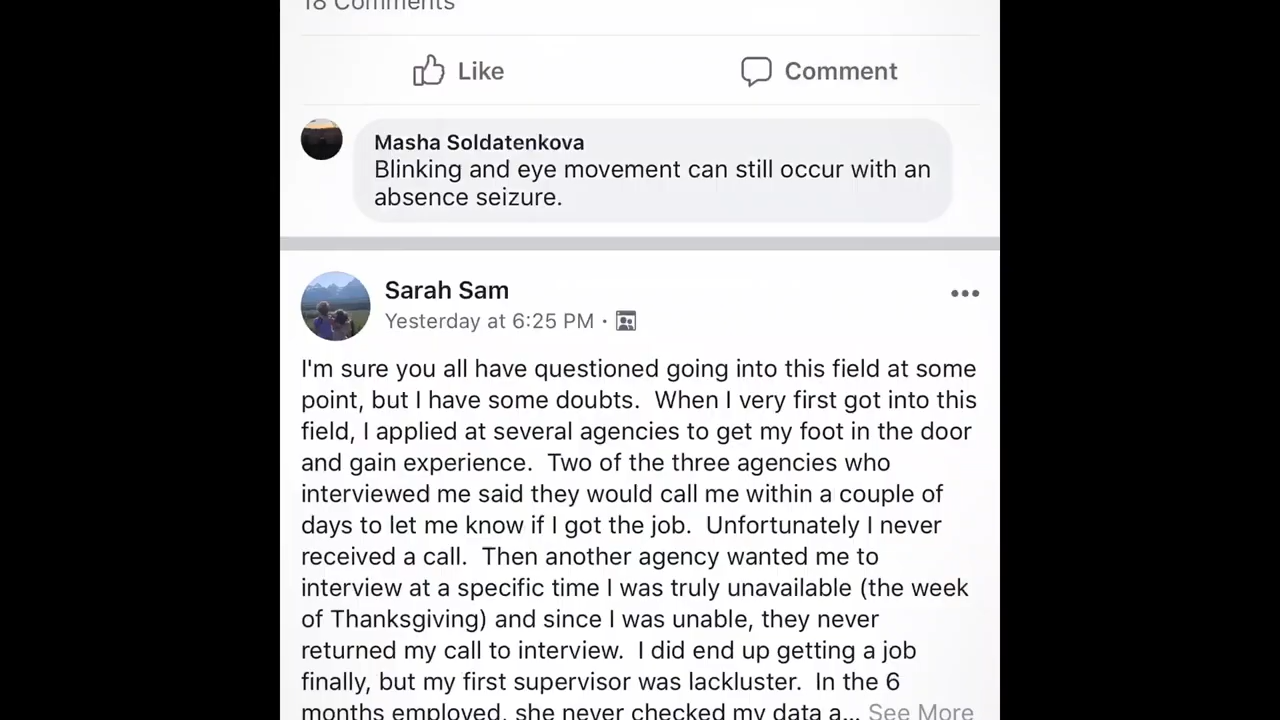 18 Comments
Like
Comment
Masha Soldatenkova
Blinking and eye movement can still occur with an
absence seizure.
Sarah Sam
Yesterday at 6:25 PM ·
I'm sure you all have questioned going into this field at some
point, but I have some doubts.  When I very first got into this
field, I applied at several agencies to get my foot in the door
and gain experience.  Two of the three agencies who
interviewed me said they would call me within a couple of
days to let me know if I got the job.  Unfortunately I never
received a call.  Then another agency wanted me to
interview at a specific time I was truly unavailable (the week
of Thanksgiving) and since I was unable, they never
returned my call to interview.  I did end up getting a job
finally, but my first supervisor was lackluster.  In the 6
months employed, she never checked my data a... See More